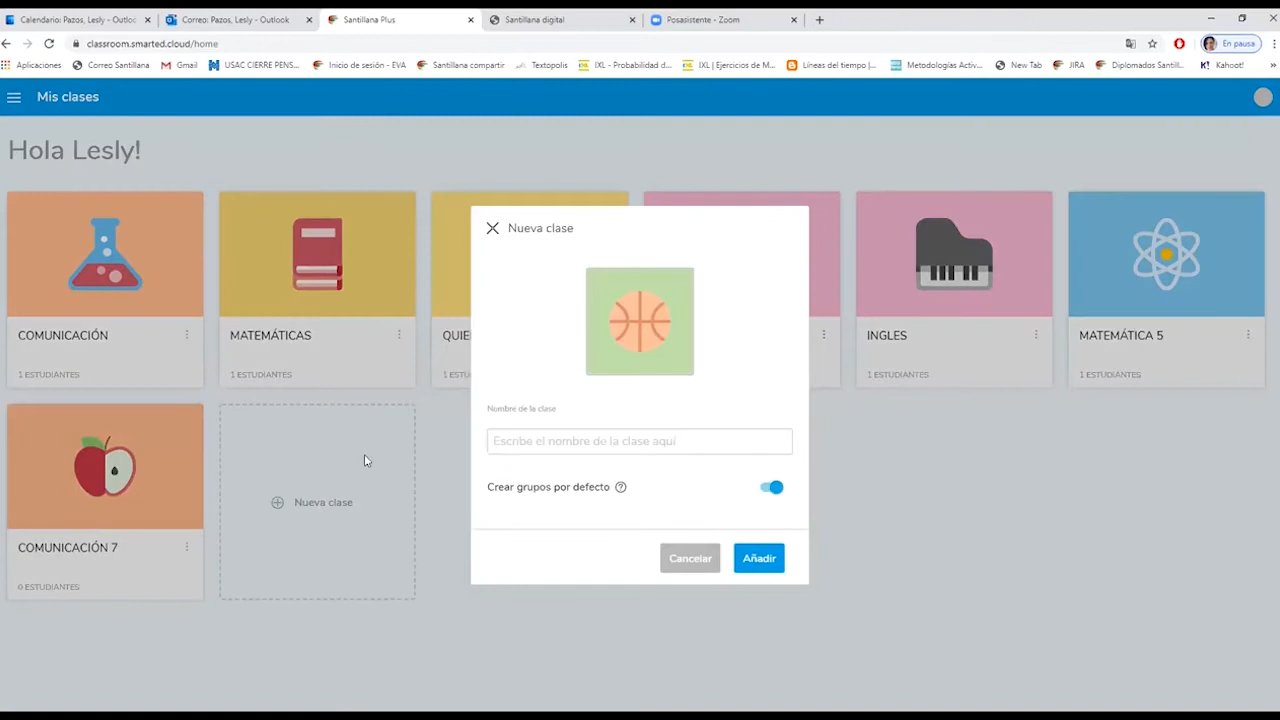 Calendario: Pazos, Lesly - Outloc
Correo: Pazos, Lesly - Outlook
Santillana Plus
Santillana digital
Posasistente - Zoom
classroom.smarted.cloud/home
En pausa
Aplicaciones
Correo Santillana
Gmail
USAC CIERRE PENS...
Inicio de sesión - EVA
Santillana compartir
Textopolis
IXL - Probabilidad d...
IXL | Ejercicios de M...
Líneas del tiempo |...
Metodologías Activ...
New Tab
JIRA
Diplomados Santill...
Kahoot!
Mis clases
Hola Lesly!
COMUNICACIÓN
1 ESTUDIANTES
MATEMÁTICAS
1 ESTUDIANTES
QUIE
1 EST
INGLES
1 ESTUDIANTES
MATEMÁTICA 5
1 ESTUDIANTES
COMUNICACIÓN 7
0 ESTUDIANTES
Nueva clase
Nueva clase
Nombre de la clase
Escribe el nombre de la clase aquí
Crear grupos por defecto
Cancelar
Añadir